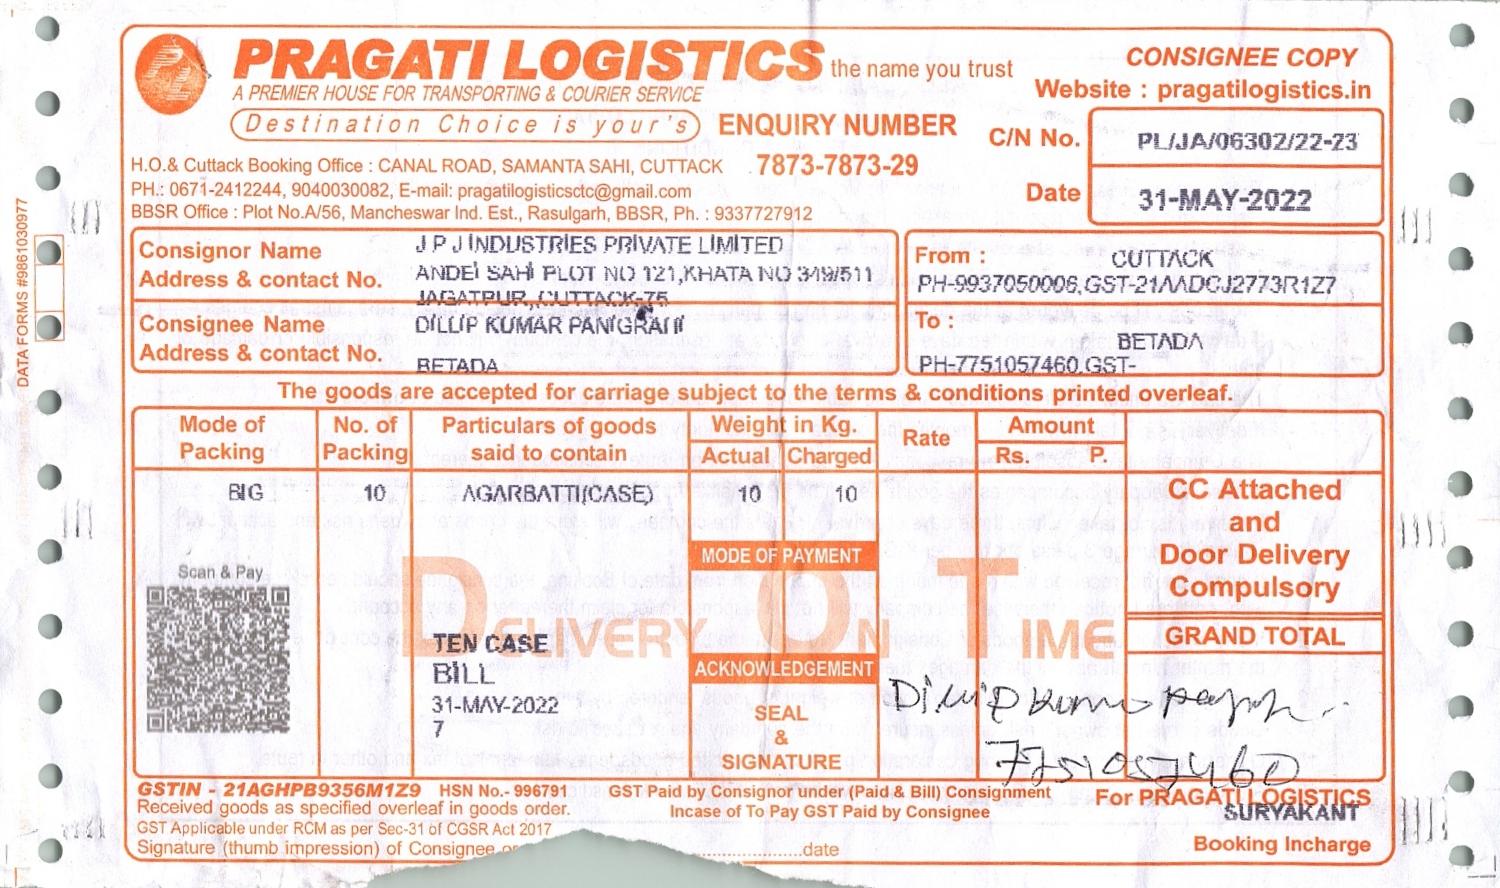 PRAGATI LOGISTICS the name you trust
A PREMIER HOUSE FOR TRANSPORTING & COURIER SERVICE
Destination Choice is your's
ENQUIRY NUMBER
7873-7873-29
CONSIGNEE COPY
Website : pragatilogistics.in
C/N No. PL/JA/06302/22-23
Date 31-MAY-2022
H.O.& Cuttack Booking Office : CANAL ROAD, SAMANTA SAHI, CUTTACK
PH.: 0671-2412244, 9040030082, E-mail: pragatilogisticsctc@gmail.com
BBSR Office : Plot No.A/56, Mancheswar Ind. Est., Rasulgarh, BBSR, Ph. : 9337727912
DATA FORMS #9861030977
Consignor Name J P J INDUSTRIES PRIVATE LIMITED
Address & contact No. ANDEI SAHI PLOT NO 121,KHATA NO 349/511
JAGATPUR, CUTTACK-75
Consignee Name DILLIP KUMAR PANIGRAHI
Address & contact No.
BETADA
From : CUTTACK
PH-9937050006,GST-21AADCJ2773R1Z7
To :
BETADA
PH-7751057460,GST-
The goods are accepted for carriage subject to the terms & conditions printed overleaf.
Mode of Packing
No. of Packing
Particulars of goods said to contain
Weight in Kg.
Actual Charged
Rate
Amount
Rs. P.
BIG 10 AGARBATTI(CASE) 10 10
CC Attached
and
Door Delivery
Compulsory
GRAND TOTAL
MODE OF PAYMENT
Scan & Pay
DELIVERY ON TIME
TEN CASE
BILL
31-MAY-2022
7
ACKNOWLEDGEMENT
SEAL
&
SIGNATURE
7751057460
GSTIN - 21AGHPB9356M1Z9 HSN No.- 996791
GST Paid by Consignor under (Paid & Bill) Consignment
Incase of To Pay GST Paid by Consignee
For PRAGATI LOGISTICS
SURYAKANT
Booking Incharge
Received goods as specified overleaf in goods order.
GST Applicable under RCM as per Sec-31 of CGSR Act 2017
Signature (thumb impression) of Consignee or
date